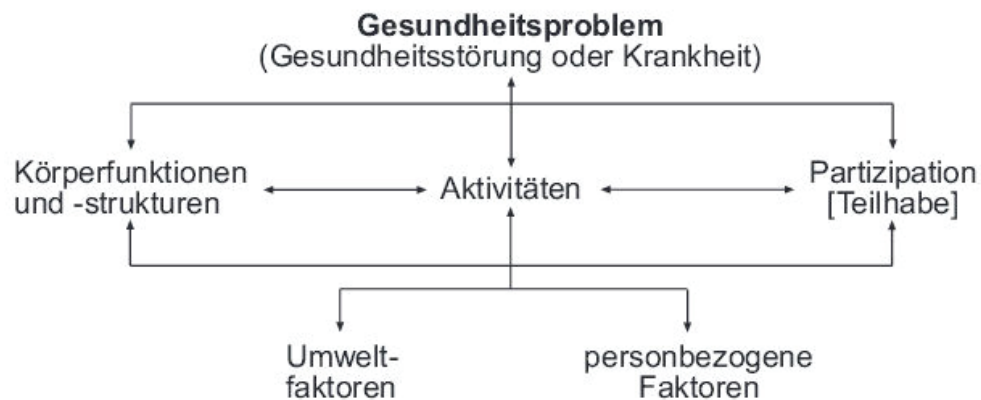 Gesundheitsproblem
(Gesundheitsstörung oder Krankheit)
Körperfunktionen
und -strukturen
Aktivitäten
Partizipation
[Teilhabe]
Umwelt-
faktoren
personbezogene
Faktoren